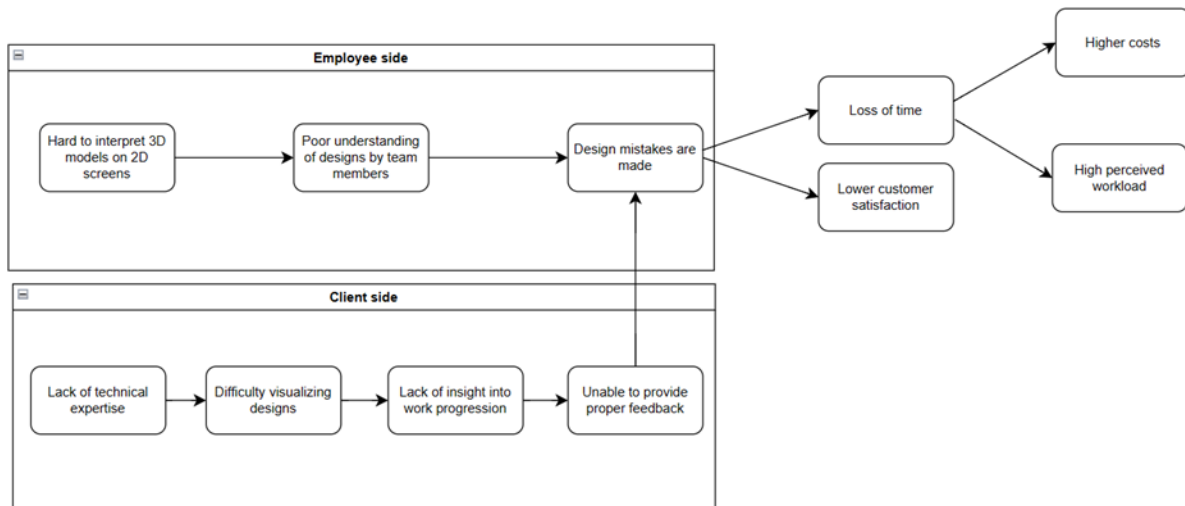 Employee side
Hard to interpret 3D
models on 2D
screens
Poor understanding
of designs by team
members
Design mistakes are
made
Loss of time
Lower customer
satisfaction
Higher costs
High perceived
workload
Client side
Lack of technical
expertise
Difficulty visualizing
designs
Lack of insight into
work progression
Unable to provide
proper feedback